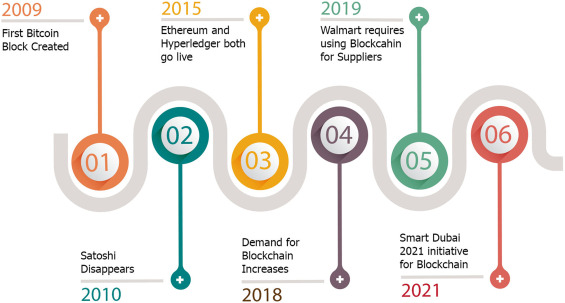 2009
First Bitcoin
Block Created
2015
Ethereum and
Hyperledger both
go live
2019
Walmart requires
using Blockcahin
for Suppliers
01
02
03
04
05
06
Satoshi
Disappears
2010
Demand for
Blockchain
Increases
2018
Smart Dubai
2021 initiative
for Blockchain
2021